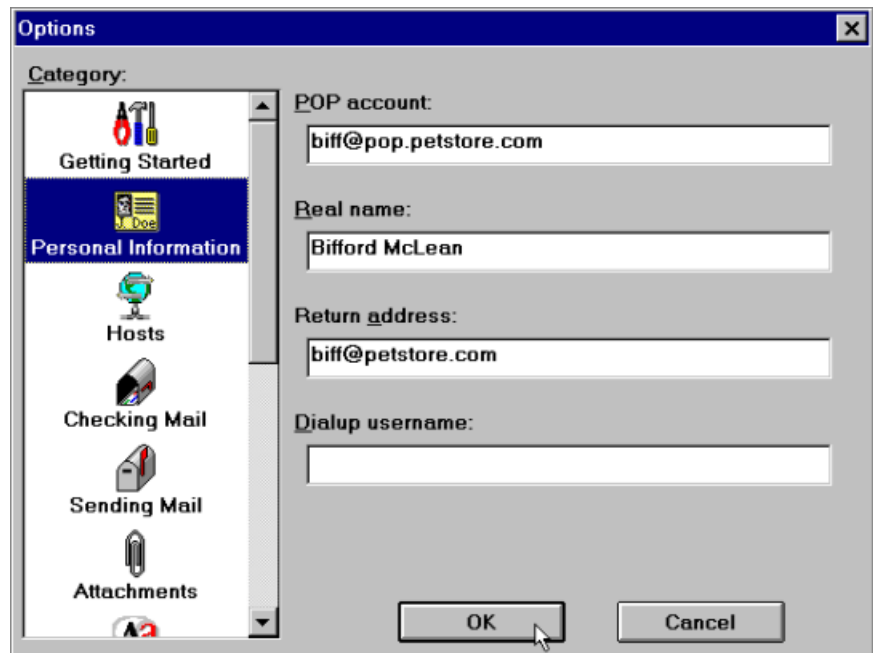 Options
Category:
Getting Started
J. Doe
Personal Information
Hosts
Checking Mail
Sending Mail
Attachments
Aa
POP account:
biff@pop.petstore.com
Real name:
Bifford McLean
Return address:
biff@petstore.com
Dialup username:
OK
Cancel